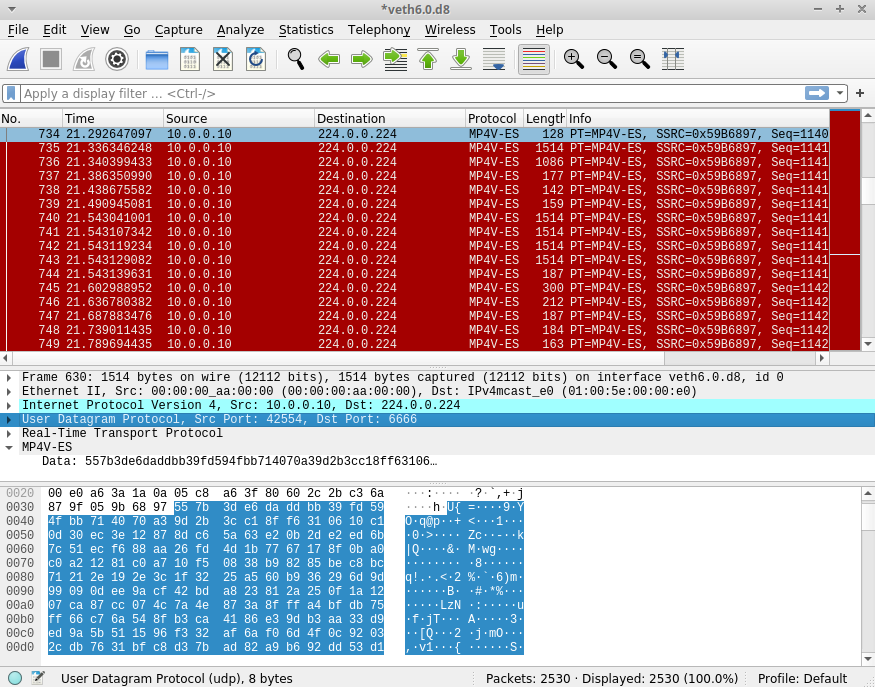 *veth6.0.d8
File Edit View Go Capture Analyze Statistics Telephony Wireless Tools Help
Apply a display filter ... <Ctrl-/>
No. Time Source Destination Protocol Length Info
734 21.292647097 10.0.0.10 224.0.0.224 MP4V-ES 128 PT=MP4V-ES, SSRC=0x59B6897, Seq=1140
735 21.336346248 10.0.0.10 224.0.0.224 MP4V-ES 1514 PT=MP4V-ES, SSRC=0x59B6897, Seq=1141
736 21.340399433 10.0.0.10 224.0.0.224 MP4V-ES 1086 PT=MP4V-ES, SSRC=0x59B6897, Seq=1141
737 21.386350990 10.0.0.10 224.0.0.224 MP4V-ES 177 PT=MP4V-ES, SSRC=0x59B6897, Seq=1141
738 21.438675582 10.0.0.10 224.0.0.224 MP4V-ES 142 PT=MP4V-ES, SSRC=0x59B6897, Seq=1141
739 21.490945081 10.0.0.10 224.0.0.224 MP4V-ES 159 PT=MP4V-ES, SSRC=0x59B6897, Seq=1141
740 21.543041001 10.0.0.10 224.0.0.224 MP4V-ES 1514 PT=MP4V-ES, SSRC=0x59B6897, Seq=1141
741 21.543107342 10.0.0.10 224.0.0.224 MP4V-ES 1514 PT=MP4V-ES, SSRC=0x59B6897, Seq=1141
742 21.543119234 10.0.0.10 224.0.0.224 MP4V-ES 1514 PT=MP4V-ES, SSRC=0x59B6897, Seq=1141
743 21.543129082 10.0.0.10 224.0.0.224 MP4V-ES 1514 PT=MP4V-ES, SSRC=0x59B6897, Seq=1141
744 21.543139631 10.0.0.10 224.0.0.224 MP4V-ES 187 PT=MP4V-ES, SSRC=0x59B6897, Seq=1141
745 21.602988952 10.0.0.10 224.0.0.224 MP4V-ES 300 PT=MP4V-ES, SSRC=0x59B6897, Seq=1142
746 21.636780382 10.0.0.10 224.0.0.224 MP4V-ES 212 PT=MP4V-ES, SSRC=0x59B6897, Seq=1142
747 21.687883476 10.0.0.10 224.0.0.224 MP4V-ES 187 PT=MP4V-ES, SSRC=0x59B6897, Seq=1142
748 21.739011435 10.0.0.10 224.0.0.224 MP4V-ES 184 PT=MP4V-ES, SSRC=0x59B6897, Seq=1142
749 21.789694435 10.0.0.10 224.0.0.224 MP4V-ES 163 PT=MP4V-ES, SSRC=0x59B6897, Seq=1142
Frame 630: 1514 bytes on wire (12112 bits), 1514 bytes captured (12112 bits) on interface veth6.0.d8, id 0
Ethernet II, Src: 00:00:00_aa:00:00 (00:00:00:aa:00:00), Dst: IPv4mcast_e0 (01:00:5e:00:00:e0)
Internet Protocol Version 4, Src: 10.0.0.10, Dst: 224.0.0.224
User Datagram Protocol, Src Port: 42554, Dst Port: 6666
Real-Time Transport Protocol
MP4V-ES
Data: 557b3de6daddbb39fd594fbb714070a39d2b3cc18ff63106…
0020 00 e0 a6 3a 1a 0a 05 c8 a6 3f 80 60 2c 2b c3 6a ···:···· ·?·`,+·j
0030 87 9f 05 9b 68 97 55 7b 3d e6 da dd bb 39 fd 59 ····h·U{ =····9·Y
0040 4f bb 71 40 70 a3 9d 2b 3c c1 8f f6 31 06 10 c1 O·q@p··+ <···1···
0050 0d 30 ec 3e 12 87 8d c6 5a 63 e2 0b 2d e2 ed 6b ·0·>···· Zc··-··k
0060 7c 51 ec f6 88 aa 26 fd 4d 1b 77 67 17 8f 0b a0 |Q····&· M·wg····
0070 c0 a2 12 81 c0 a7 10 f5 08 38 b9 82 85 be c8 bc ········ ·8······
0080 71 21 2e 19 2e 3c 1f 32 25 a5 60 b9 36 29 6d 9d q!.·.<·2 %·`·6)m·
0090 99 09 0d ee 9a cf 42 bd a8 23 81 2a 25 0f 1a 12 ······B· ·#·*%···
00a0 07 ca 87 cc 07 4c 7a 4e 87 3a 8f ff a4 bf db 75 ·····LzN ·:·····u
00b0 ff 66 c7 6a 54 8f b3 ca 41 86 e3 9d b3 aa 33 d9 ·f·jT··· A·····3·
00c0 ed 9a 5b 51 15 96 f3 32 af 6a f0 6d 4f 0c 92 03 ··[Q···2 ·j·mO···
00d0 2c db 76 31 bf c8 d3 7b ad 82 a9 b6 92 dd 53 d1 ,·v1···{ ······S·
User Datagram Protocol (udp), 8 bytes Packets: 2530 · Displayed: 2530 (100.0%) Profile: Default